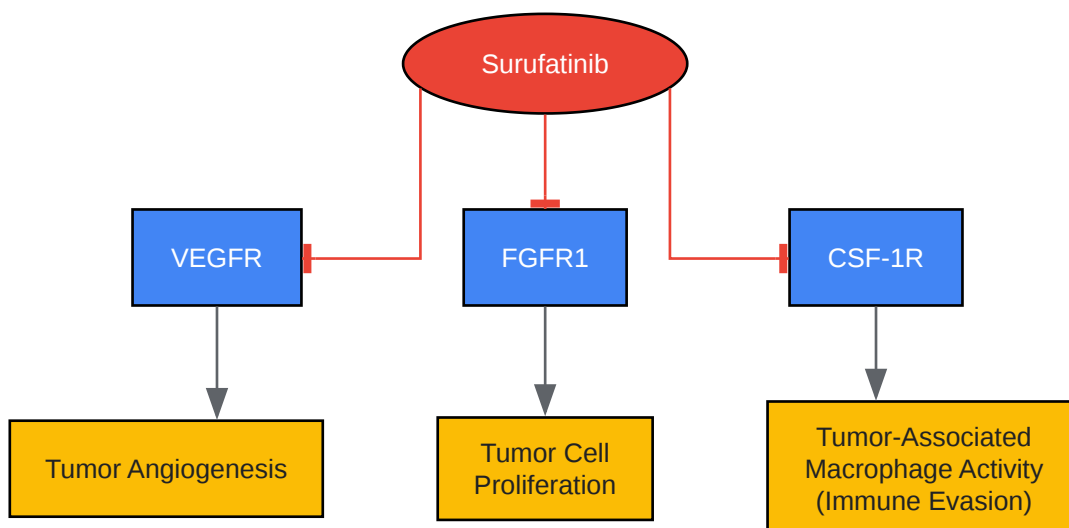 Surufatinib
VEGFR
FGFR1
CSF-1R
Tumor Angiogenesis
Tumor Cell
Proliferation
Tumor-Associated
Macrophage Activity
(Immune Evasion)